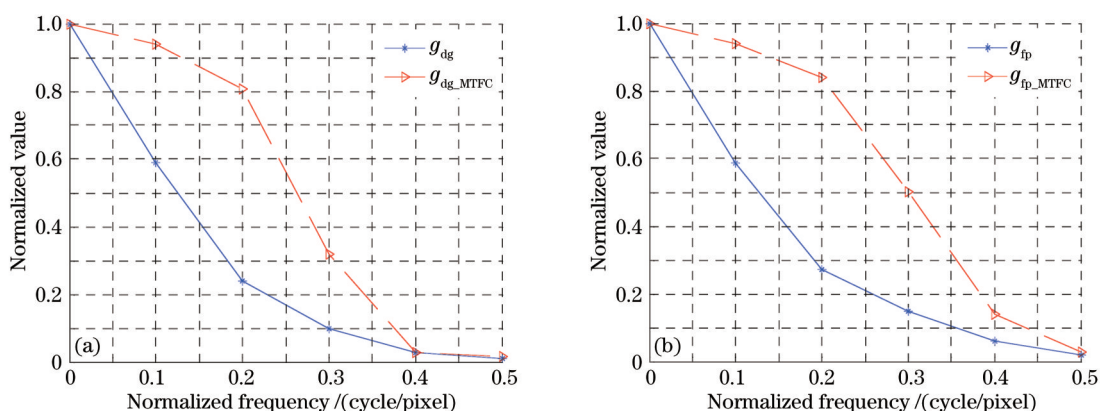 1.0
0.8
0.6
0.4
0.2
0
Normalized value
g_dg
g_dg_MTFC
(a)
0 0.1 0.2 0.3 0.4 0.5
Normalized frequency /(cycle/pixel)
1.0
0.8
0.6
0.4
0.2
0
Normalized value
g_fp
g_fp_MTFC
(b)
0 0.1 0.2 0.3 0.4 0.5
Normalized frequency /(cycle/pixel)